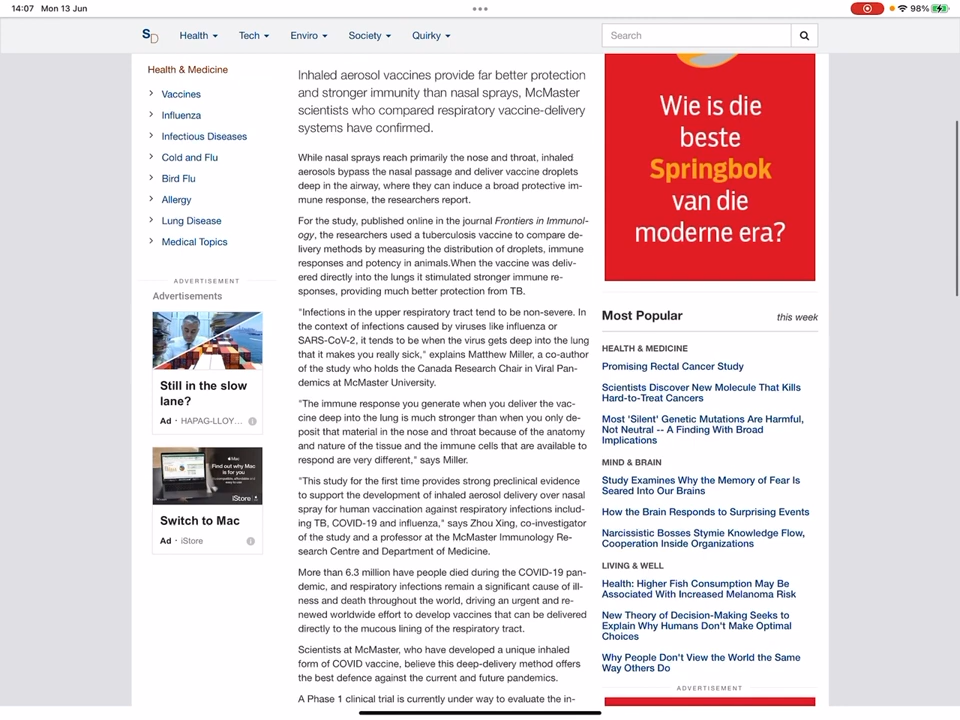 14:07 Mon 13 Jun
98%
SD
Health
Tech
Enviro
Society
Quirky
Search
Health & Medicine
Vaccines
Influenza
Infectious Diseases
Cold and Flu
Bird Flu
Allergy
Lung Disease
Medical Topics
ADVERTISEMENT
Advertisements
Still in the slow
lane?
Ad · HAPAG-LLOY...
Mac
Find out why Mac
is for you
iStore
Switch to Mac
Ad · iStore
Inhaled aerosol vaccines provide far better protection
and stronger immunity than nasal sprays, McMaster
scientists who compared respiratory vaccine-delivery
systems have confirmed.
While nasal sprays reach primarily the nose and throat, inhaled
aerosols bypass the nasal passage and deliver vaccine droplets
deep in the airway, where they can induce a broad protective im-
mune response, the researchers report.
For the study, published online in the journal Frontiers in Immunol-
ogy, the researchers used a tuberculosis vaccine to compare de-
livery methods by measuring the distribution of droplets, immune
responses and potency in animals.When the vaccine was deliv-
ered directly into the lungs it stimulated stronger immune re-
sponses, providing much better protection from TB.
"Infections in the upper respiratory tract tend to be non-severe. In
the context of infections caused by viruses like influenza or
SARS-CoV-2, it tends to be when the virus gets deep into the lung
that it makes you really sick," explains Matthew Miller, a co-author
of the study who holds the Canada Research Chair in Viral Pan-
demics at McMaster University.
"The immune response you generate when you deliver the vac-
cine deep into the lung is much stronger than when you only de-
posit that material in the nose and throat because of the anatomy
and nature of the tissue and the immune cells that are available to
respond are very different," says Miller.
"This study for the first time provides strong preclinical evidence
to support the development of inhaled aerosol delivery over nasal
spray for human vaccination against respiratory infections includ-
ing TB, COVID-19 and influenza," says Zhou Xing, co-investigator
of the study and a professor at the McMaster Immunology Re-
search Centre and Department of Medicine.
More than 6.3 million have people died during the COVID-19 pan-
demic, and respiratory infections remain a significant cause of ill-
ness and death throughout the world, driving an urgent and re-
newed worldwide effort to develop vaccines that can be delivered
directly to the mucous lining of the respiratory tract.
Scientists at McMaster, who have developed a unique inhaled
form of COVID vaccine, believe this deep-delivery method offers
the best defence against the current and future pandemics.
A Phase 1 clinical trial is currently under way to evaluate the in-
Wie is die
beste
Springbok
van die
moderne era?
Most Popular
this week
HEALTH & MEDICINE
Promising Rectal Cancer Study
Scientists Discover New Molecule That Kills
Hard-to-Treat Cancers
Most 'Silent' Genetic Mutations Are Harmful,
Not Neutral -- A Finding With Broad
Implications
MIND & BRAIN
Study Examines Why the Memory of Fear Is
Seared Into Our Brains
How the Brain Responds to Surprising Events
Narcissistic Bosses Stymie Knowledge Flow,
Cooperation Inside Organizations
LIVING & WELL
Health: Higher Fish Consumption May Be
Associated With Increased Melanoma Risk
New Theory of Decision-Making Seeks to
Explain Why Humans Don't Make Optimal
Choices
Why People Don't View the World the Same
Way Others Do
ADVERTISEMENT